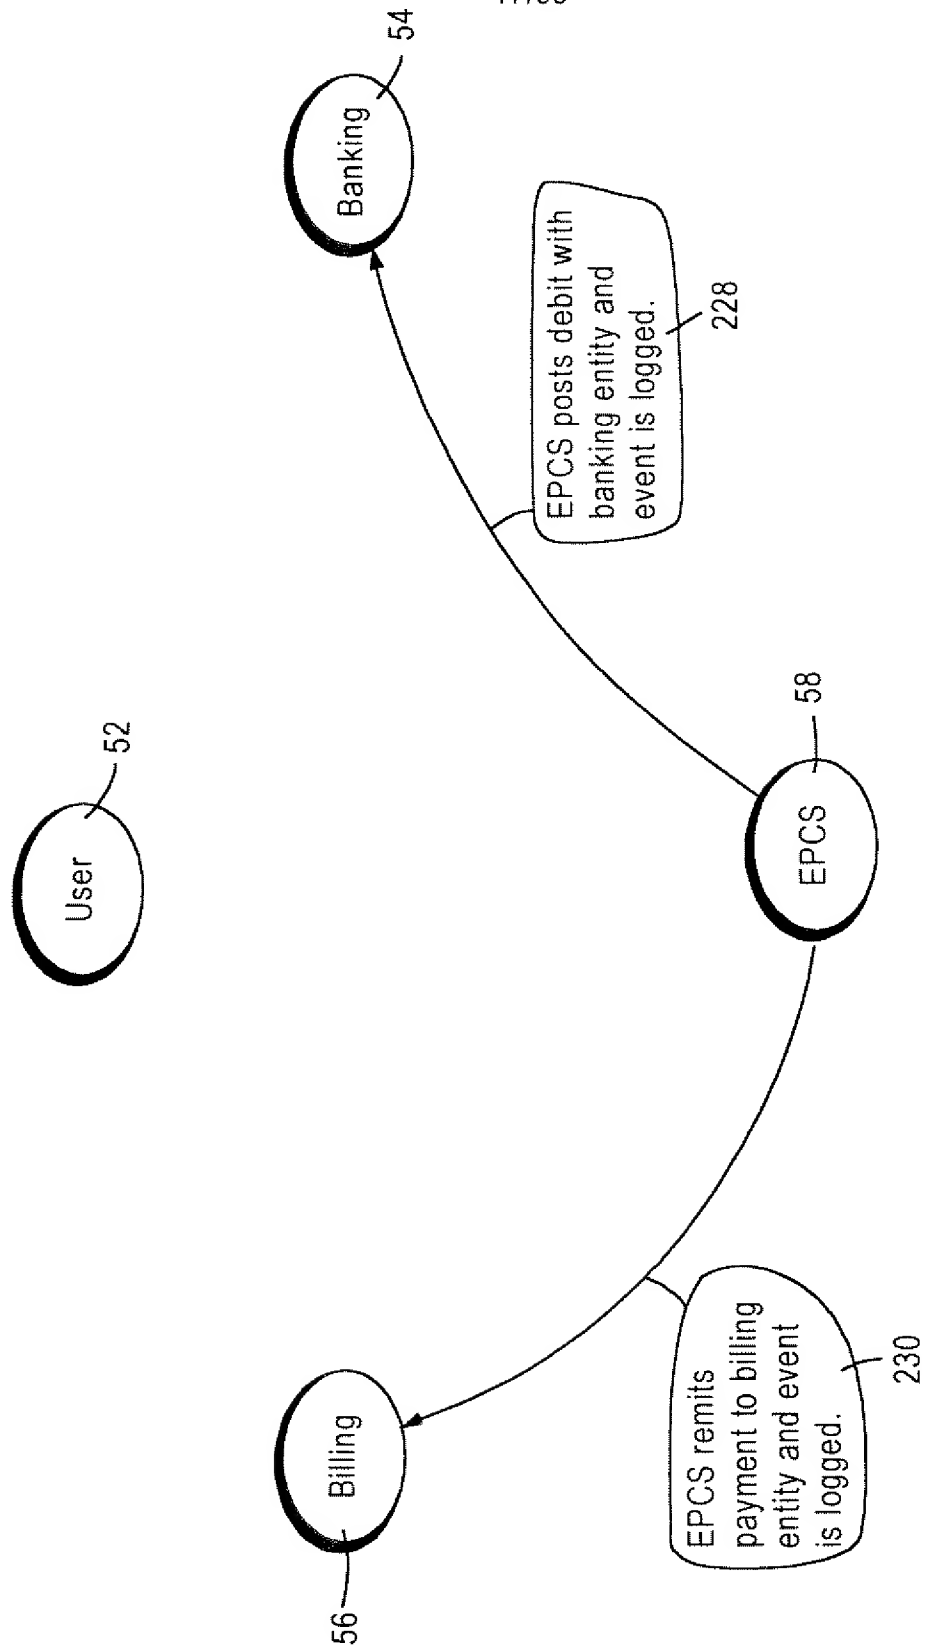 User
52
56
Billing
Banking
54
EPCS posts debit with
banking entity and
event is logged.
228
EPCS remits
payment to billing
entity and event
is logged.
230
EPCS
58